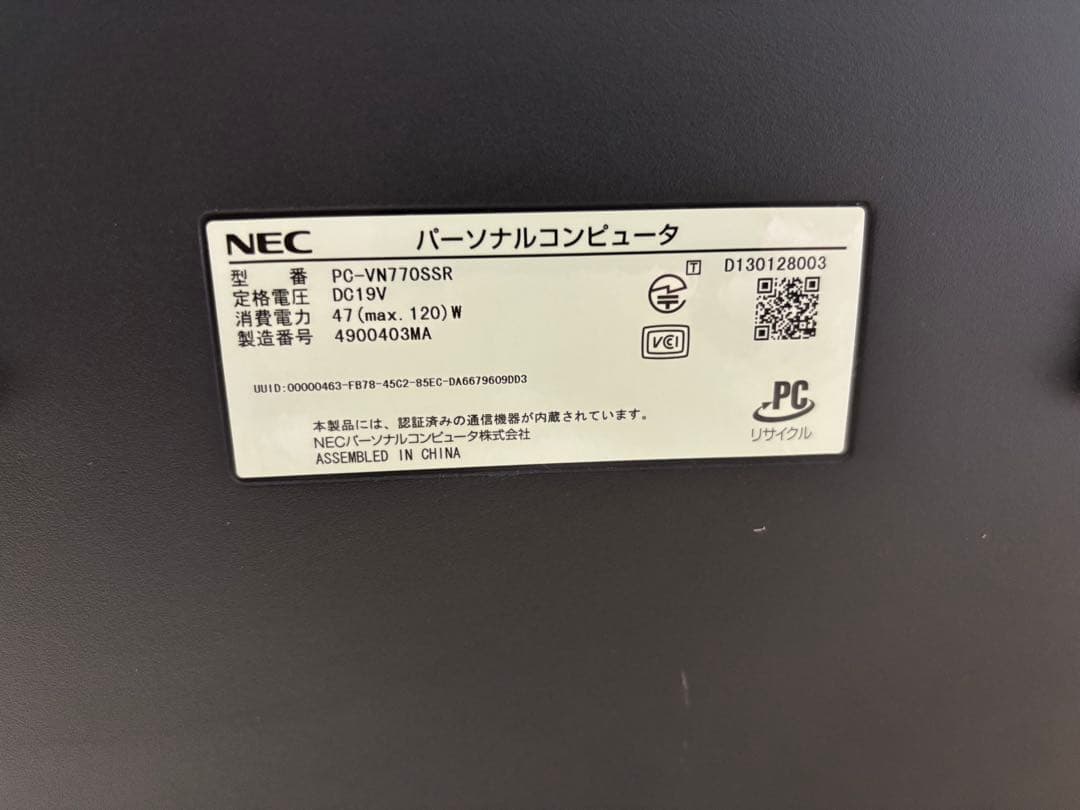 NEC パーソナルコンピュータ
型 番 PC-VN770SSR
定格電圧 DC19V
消費電力 47(max.120)W
製造番号 4900403MA
T D130128003
VCCI
UUID:00000463-FB78-45C2-85EC-DA6679609DD3
本製品には、認証済みの通信機器が内蔵されています。
NECパーソナルコンピュータ株式会社
ASSEMBLED IN CHINA
PC
リサイクル